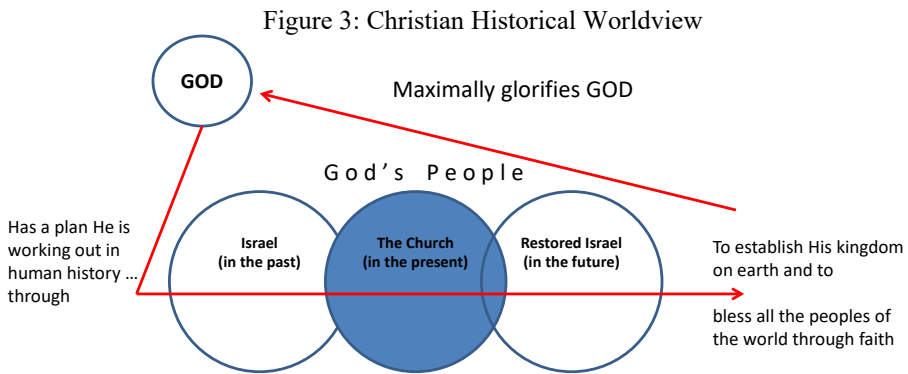 Figure 3: Christian Historical Worldview
GOD
Maximally glorifies GOD
God's People
Has a plan He is
working out in
human history ...
through
Israel
(in the past)
The Church
(in the present)
Restored Israel
(in the future)
To establish His kingdom
on earth and to
bless all the peoples of
the world through faith